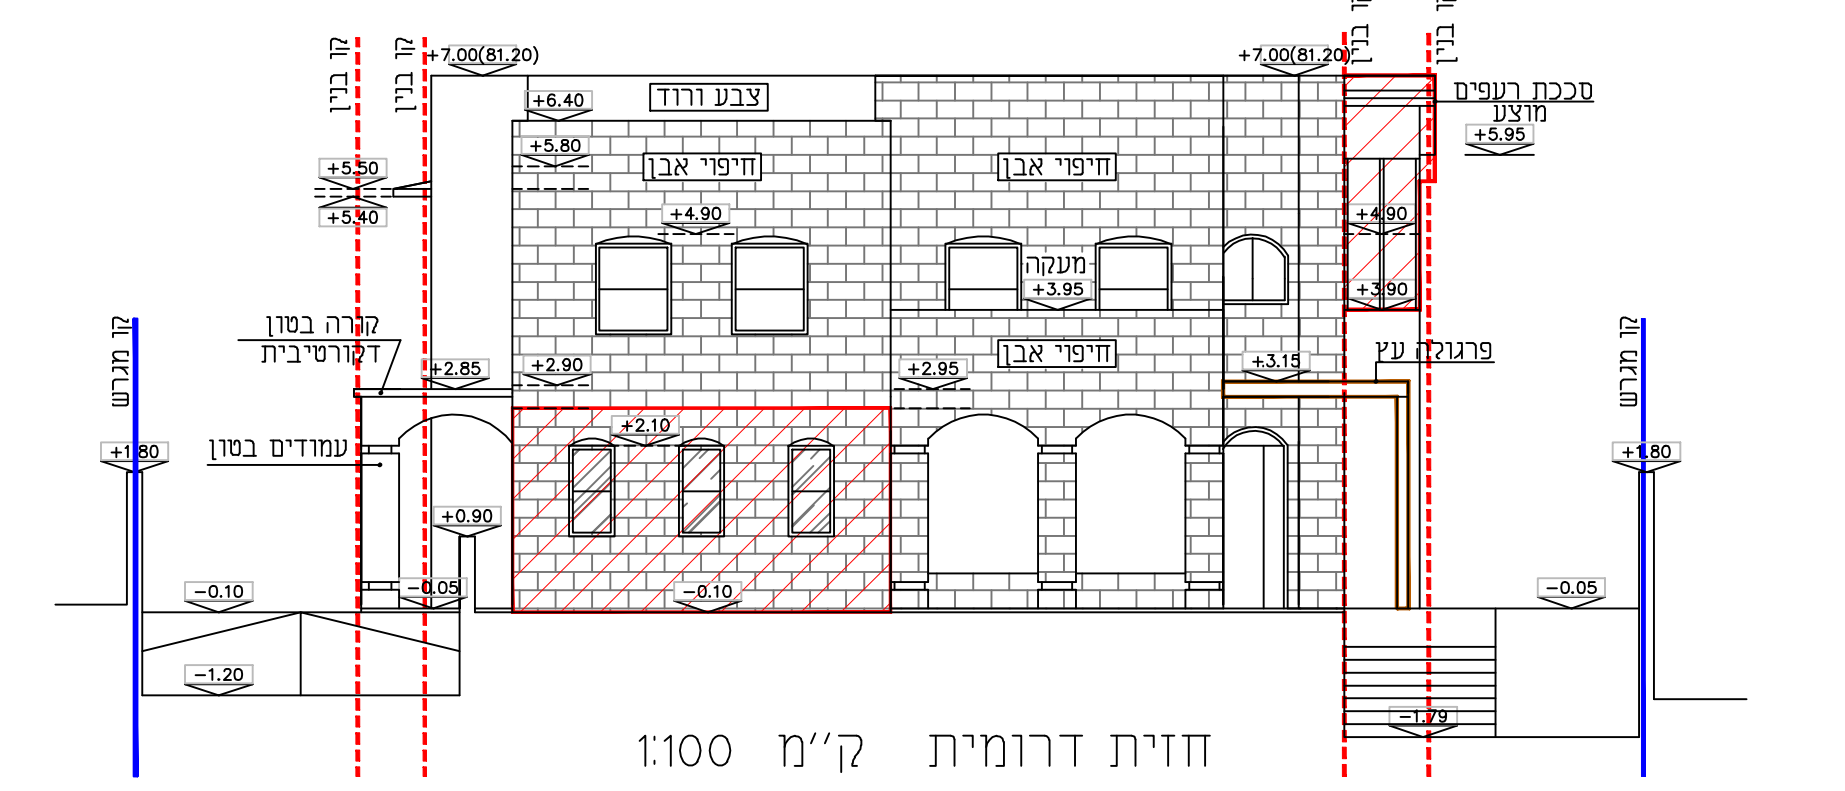 קו בנין
קו בנין
קו בנין
קו בנין
+7.00(81.20)
+7.00(81.20)
צבע ורוד
+6.40
סככת רעפים
מוצע
+5.95
+5.80
חיפוי אבן
חיפוי אבן
+5.50
+5.40
+4.90
+4.90
מעקה
+3.95
+3.90
קו מגרש
קו מגרש
קורה בטון
דקורטיבית
+2.85
+2.90
חיפוי אבן
+2.95
+3.15
פרגולה עץ
+2.10
עמודים בטון
+1.80
+1.80
+0.90
−0.10
−0.05
−0.10
−0.05
−1.20
−1.79
חזית דרומית ק''מ 1:100